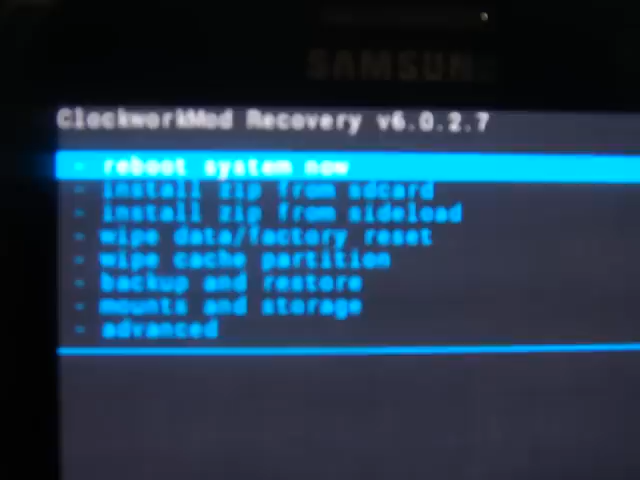 SAMSUNG
ClockworkMod Recovery v6.0.2.7
- reboot system now
- install zip from sdcard
- install zip from sideload
- wipe data/factory reset
- wipe cache partition
- backup and restore
- mounts and storage
- advanced